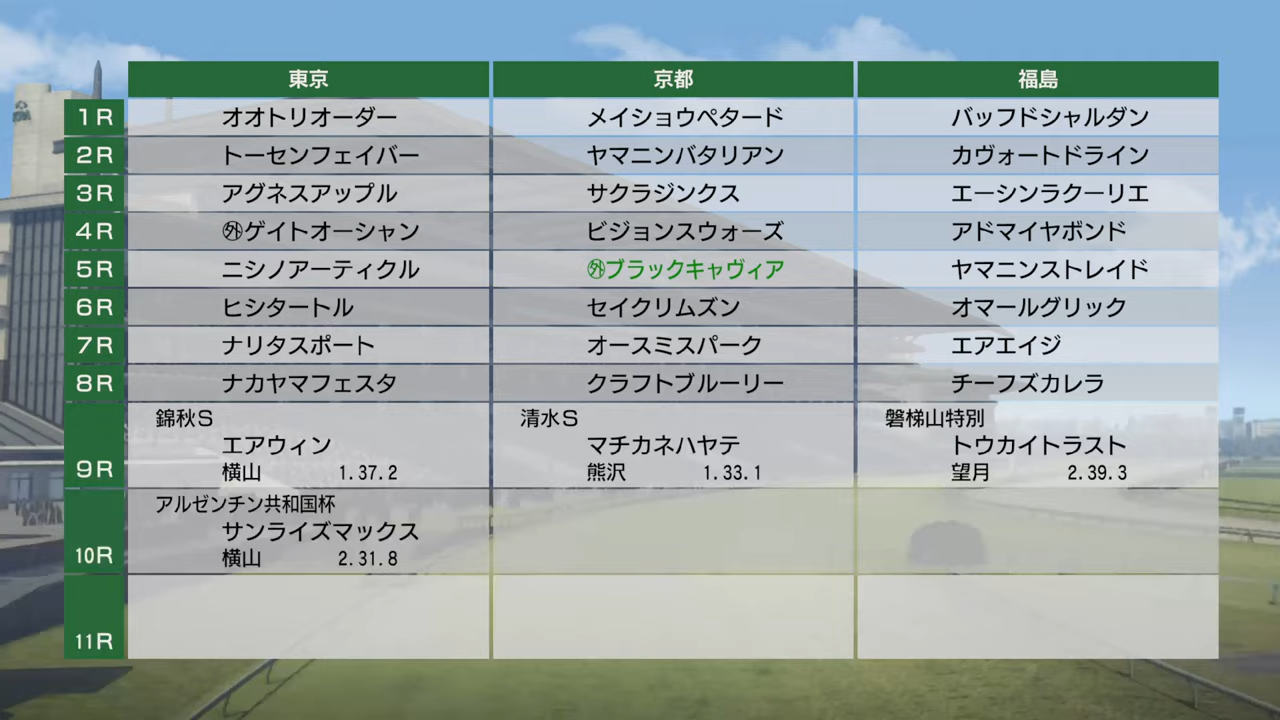 東京 京都 福島
1R オオトリオーダー メイショウペタード バッフドシャルダン
2R トーセンフェイバー ヤマニンバタリアン カヴォートドライン
3R アグネスアップル サクラジンクス エーシンラクーリエ
4R ㊕ゲイトオーシャン ビジョンスウォーズ アドマイヤボンド
5R ニシノアーティクル 外ブラックキャヴィア ヤマニンストレイド
6R ヒシタートル セイクリムズン オマールグリック
7R ナリタスポート オースミスパーク エアエイジ
8R ナカヤマフェスタ クラフトブルーリー チーフズカレラ
錦秋S 清水S 磐梯山特別
エアウィン マチカネハヤテ トウカイトラスト
9R 横山 1.37.2 熊沢 1.33.1 望月 2.39.3
アルゼンチン共和国杯
サンライズマックス
10R 横山 2.31.8
11R